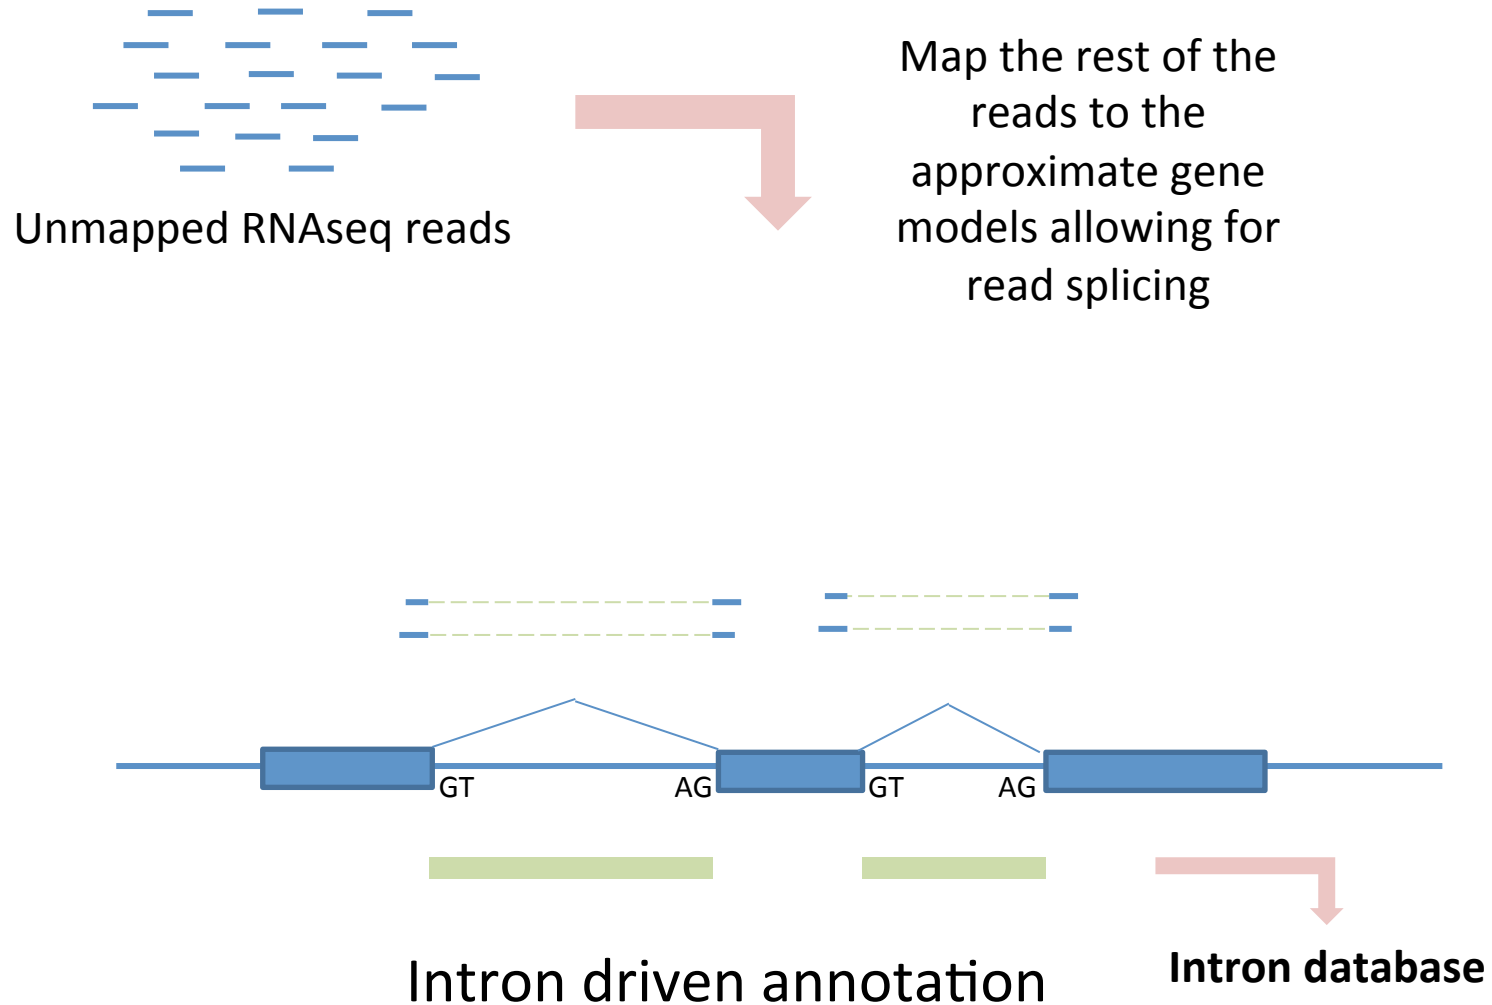 Unmapped RNAseq reads
Map the rest of the
reads to the
approximate gene
models allowing for
read splicing
GT
AG
GT
AG
Intron driven annotation
Intron database